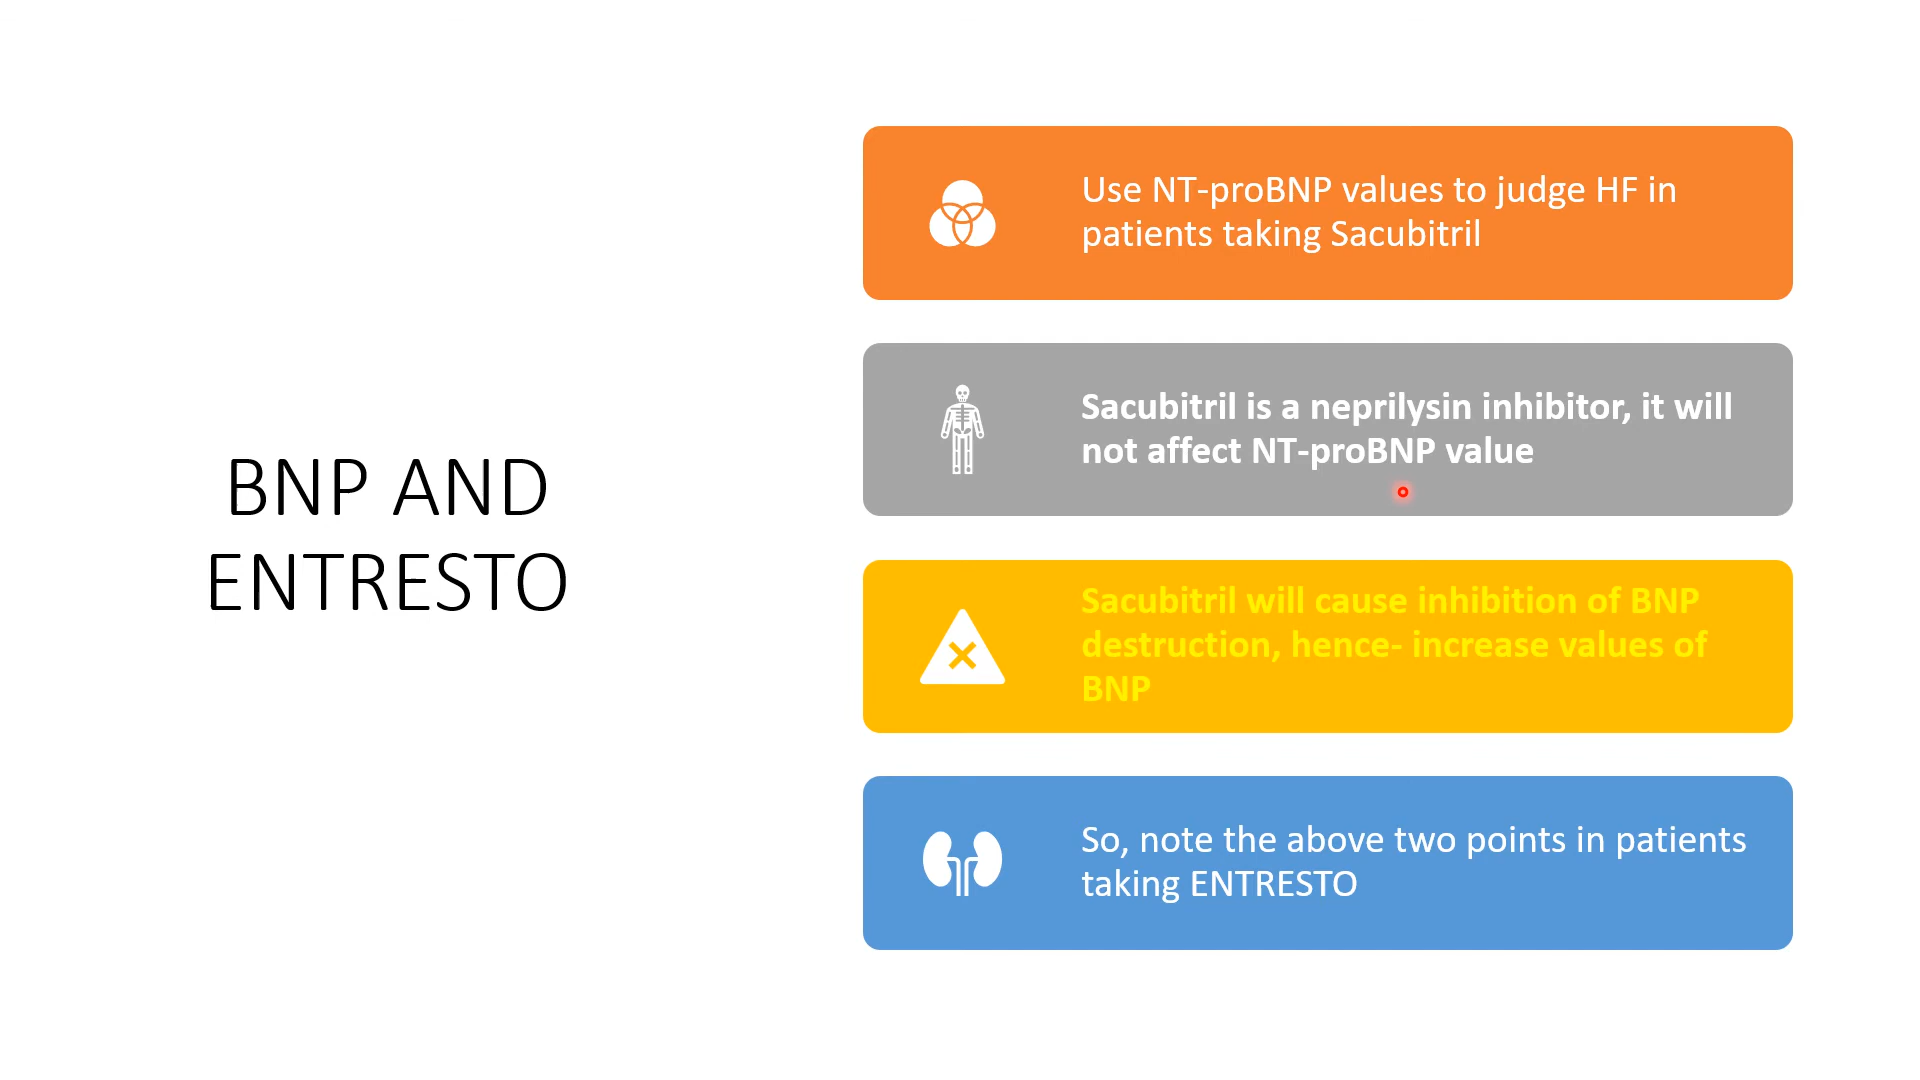 BNP AND
ENTRESTO
Use NT-proBNP values to judge HF in
patients taking Sacubitril
Sacubitril is a neprilysin inhibitor, it will
not affect NT-proBNP value
Sacubitril will cause inhibition of BNP
destruction, hence- increase values of
BNP
So, note the above two points in patients
taking ENTRESTO